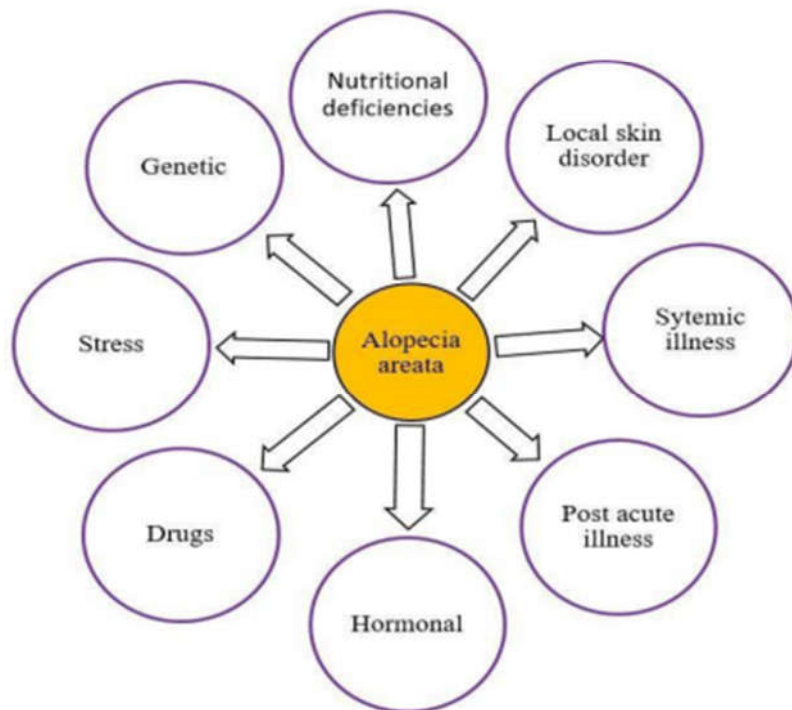 Nutritional
deficiencies
Local skin
disorder
Genetic
Alopecia
areata
Sytemic
illness
Stress
Post acute
illness
Drugs
Hormonal